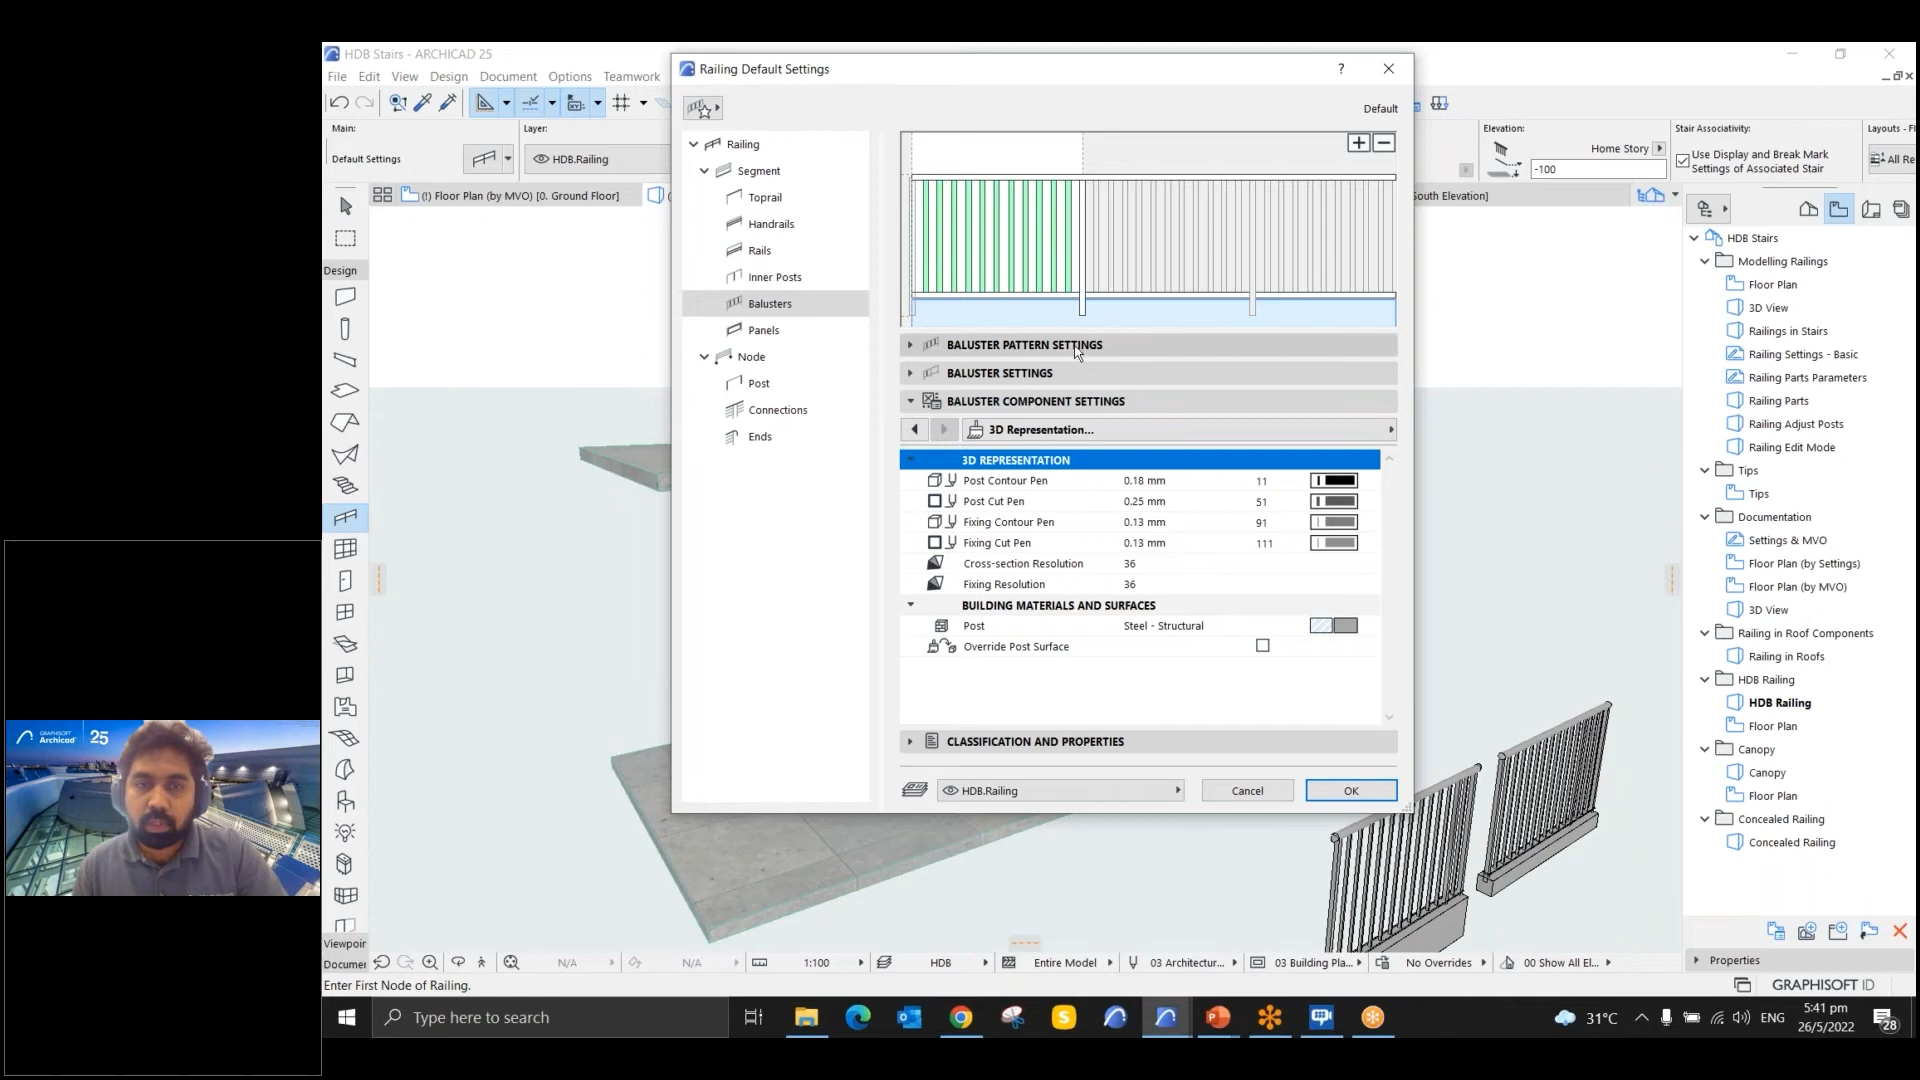 HDB Stairs - ARCHICAD 25
File Edit View Design Document Options Teamwork
Main:
Default Settings
Layer:
HDB.Railing
(!) Floor Plan (by MVO) [0. Ground Floor]
South Elevation]
Elevation:
Home Story
-100
Stair Associativity:
Use Display and Break Mark
Settings of Associated Stair
Layouts - Fl
All Re
Design
Viewpoir
Documer
Railing Default Settings
?
Default
Railing
Segment
Toprail
Handrails
Rails
Inner Posts
Balusters
Panels
Node
Post
Connections
Ends
BALUSTER PATTERN SETTINGS
BALUSTER SETTINGS
BALUSTER COMPONENT SETTINGS
3D Representation...
3D REPRESENTATION
Post Contour Pen 0.18 mm 11
Post Cut Pen 0.25 mm 51
Fixing Contour Pen 0.13 mm 91
Fixing Cut Pen 0.13 mm 111
Cross-section Resolution 36
Fixing Resolution 36
BUILDING MATERIALS AND SURFACES
Post Steel - Structural
Override Post Surface
CLASSIFICATION AND PROPERTIES
HDB.Railing
Cancel
OK
HDB Stairs
Modelling Railings
Floor Plan
3D View
Railings in Stairs
Railing Settings - Basic
Railing Parts Parameters
Railing Parts
Railing Adjust Posts
Railing Edit Mode
Tips
Tips
Documentation
Settings & MVO
Floor Plan (by Settings)
Floor Plan (by MVO)
3D View
Railing in Roof Components
Railing in Roofs
HDB Railing
HDB Railing
Floor Plan
Canopy
Canopy
Floor Plan
Concealed Railing
Concealed Railing
Properties
GRAPHISOFT
Archicad 25
N/A N/A 1:100 HDB Entire Model 03 Architectur... 03 Building Pla... No Overrides 00 Show All El...
Enter First Node of Railing.
GRAPHISOFT ID
Type here to search
31°C
ENG
5:41 pm
26/5/2022
28